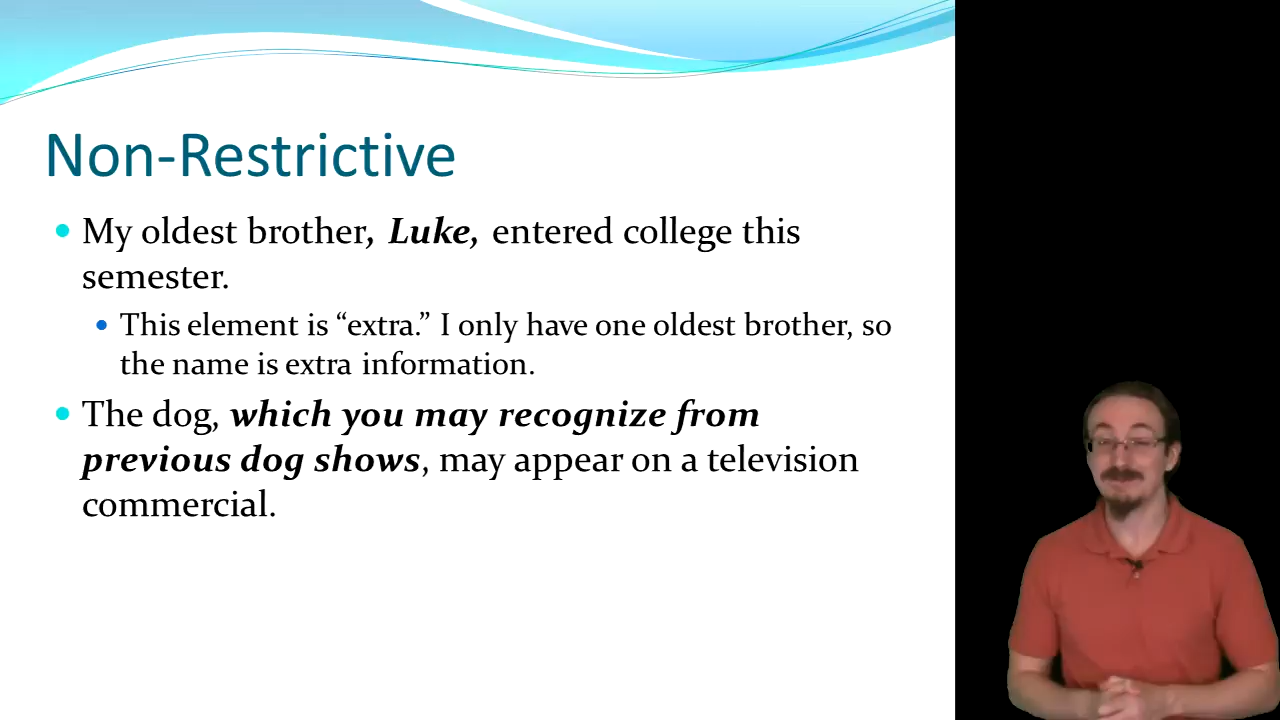 Non-Restrictive
• My oldest brother, Luke, entered college this
semester.
• This element is “extra.” I only have one oldest brother, so
the name is extra information.
• The dog, which you may recognize from
previous dog shows, may appear on a television
commercial.